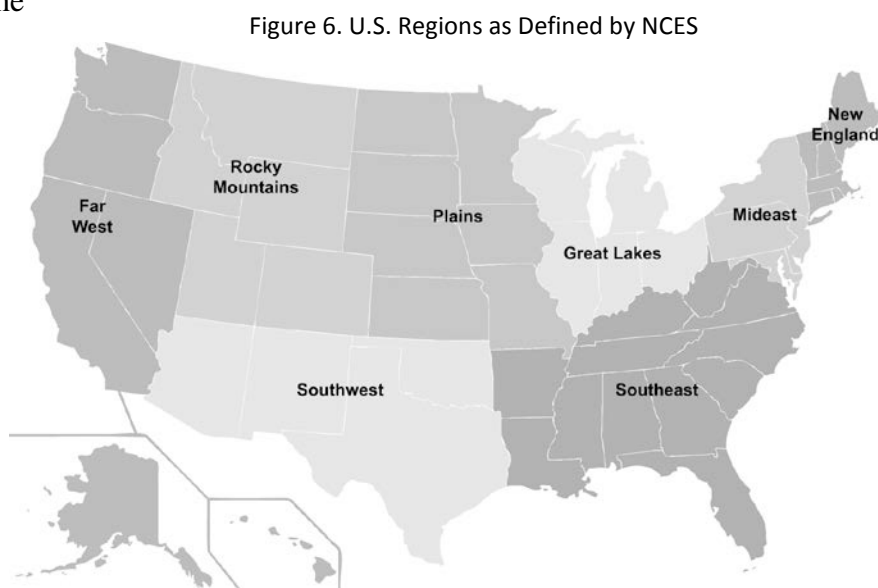 Figure 6. U.S. Regions as Defined by NCES
New
England
Rocky
Mountains
Far
West
Plains
Mideast
Great Lakes
Southwest
Southeast